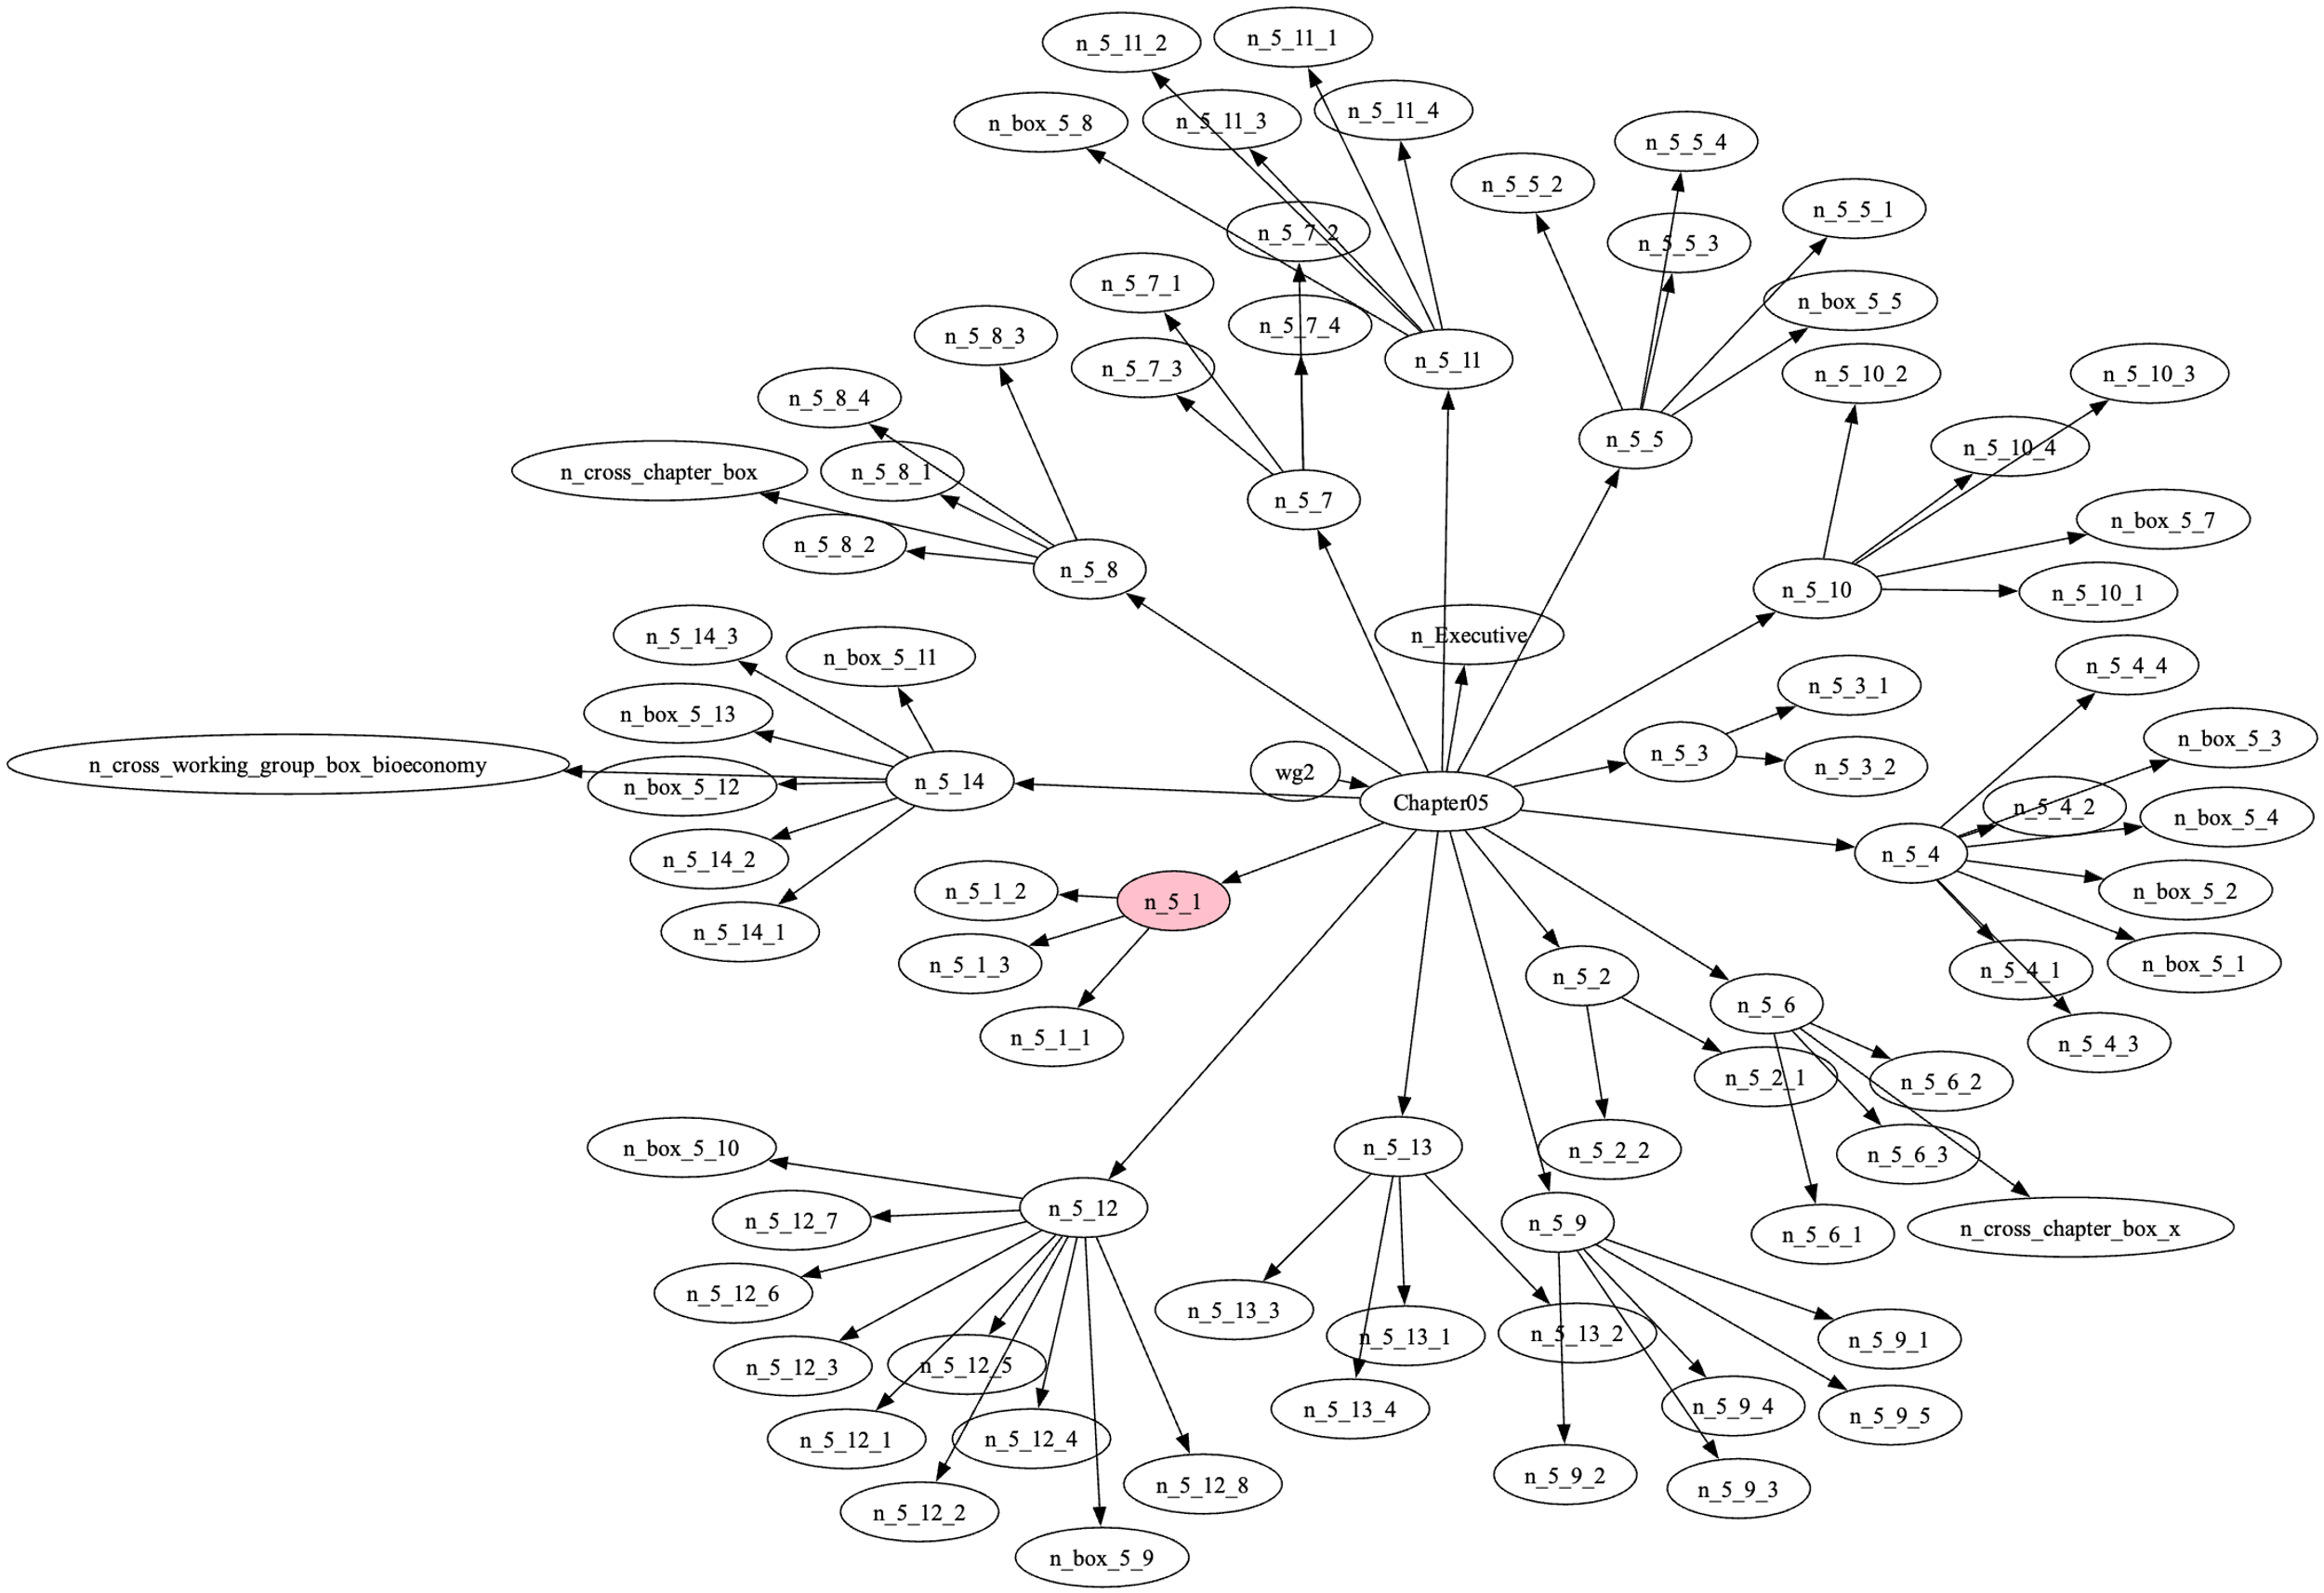 n_5_11_1
n_5_11_2
n_5_11_4
n_5_11_3
n_box_5_8
n_5_5_4
n_5_5_2
n_5_5_1
n_5_7_2
n_5_5_3
n_5_7_1
n_box_5_5
n_5_7_4
n_5_8_3
n_5_11
n_5_7_3
n_5_10_2
n_5_10_3
n_5_8_4
n_5_5
n_5_10_4
n_cross_chapter_box
n_5_8_1
n_5_7
n_box_5_7
n_5_8_2
n_5_8
n_5_10
n_5_10_1
n_5_14_3
n_Executive
n_box_5_11
n_5_4_4
n_5_3_1
n_box_5_13
n_5_3
n_box_5_3
n_cross_working_group_box_bioeconomy
n_5_3_2
wg2
n_5_14
n_box_5_12
Chapter05
n_5_4_2
n_box_5_4
n_5_4
n_5_14_2
n_5_1_2
n_box_5_2
n_5_1
n_5_14_1
n_5_1_3
n_box_5_1
n_5_4_1
n_5_2
n_5_6
n_5_1_1
n_5_4_3
n_5_2_1
n_5_6_2
n_box_5_10
n_5_13
n_5_2_2
n_5_6_3
n_5_12
n_5_12_7
n_5_9
n_cross_chapter_box_x
n_5_6_1
n_5_12_6
n_5_13_3
n_5_13_2
n_5_13_1
n_5_9_1
n_5_12_5
n_5_12_3
n_5_9_4
n_5_13_4
n_5_9_5
n_5_12_1
n_5_12_4
n_5_9_2
n_5_12_8
n_5_9_3
n_5_12_2
n_box_5_9